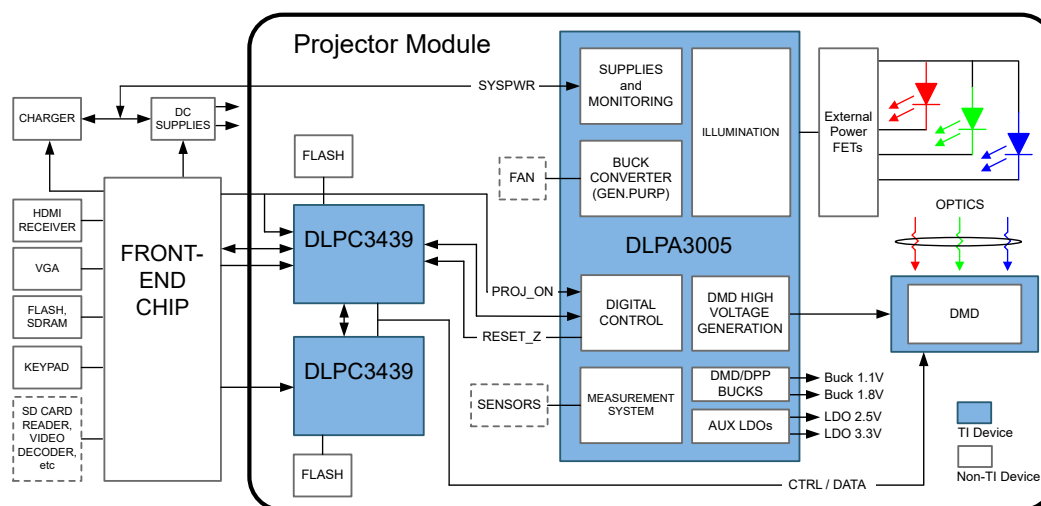 Projector Module
SYSPWR
CHARGER
DC
SUPPLIES
SUPPLIES
and
MONITORING
ILLUMINATION
External
Power
FETs
FLASH
FAN
BUCK
CONVERTER
(GEN.PURP)
HDMI
RECEIVER
VGA
FLASH,
SDRAM
KEYPAD
SD CARD
READER,
VIDEO
DECODER,
etc
FRONT-
END
CHIP
DLPC3439
DLPC3439
FLASH
DLPA3005
OPTICS
PROJ_ON
RESET_Z
DIGITAL
CONTROL
DMD HIGH
VOLTAGE
GENERATION
DMD
SENSORS
MEASUREMENT
SYSTEM
DMD/DPP
BUCKS
AUX LDOs
Buck 1.1V
Buck 1.8V
LDO 2.5V
LDO 3.3V
CTRL / DATA
TI Device
Non-TI Device